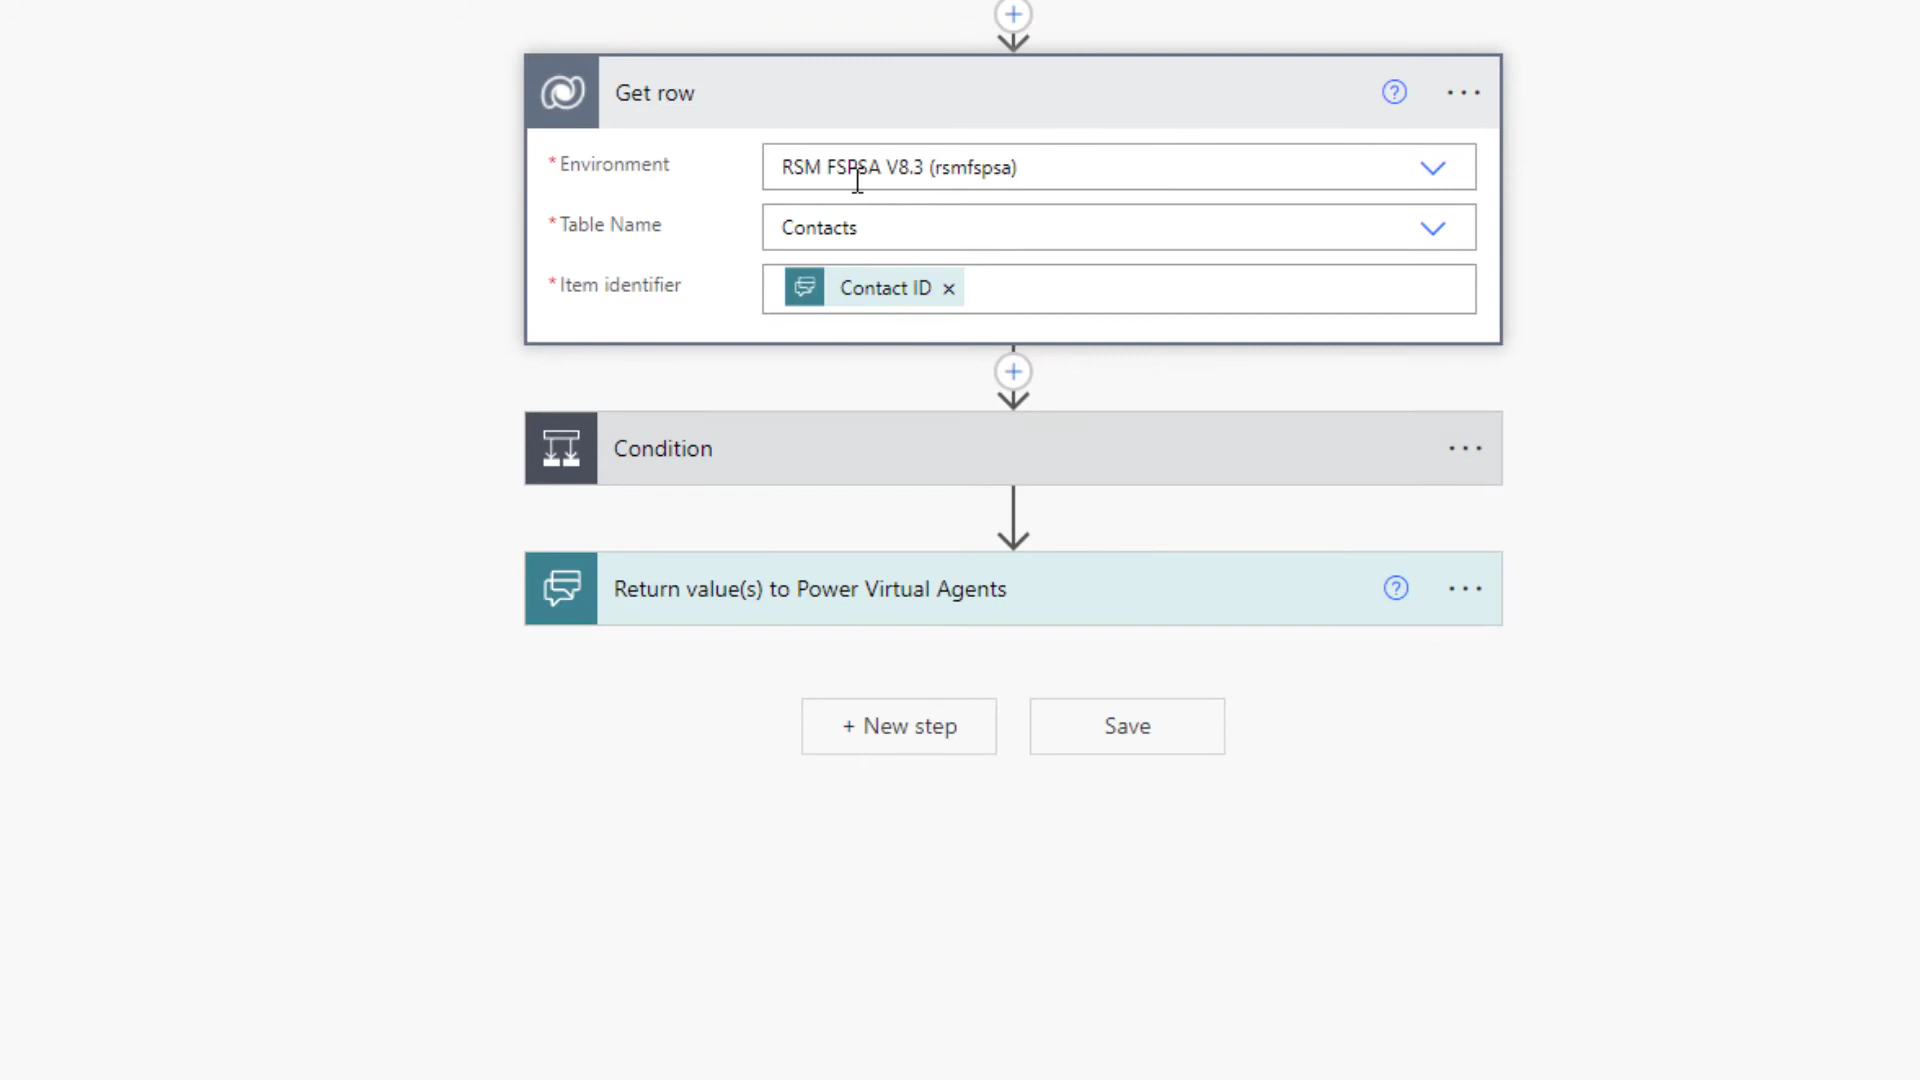 Get row
* Environment
RSM FSPSA V8.3 (rsmfspsa)
* Table Name
Contacts
* Item identifier
Contact ID ×
Condition
Return value(s) to Power Virtual Agents
+ New step
Save